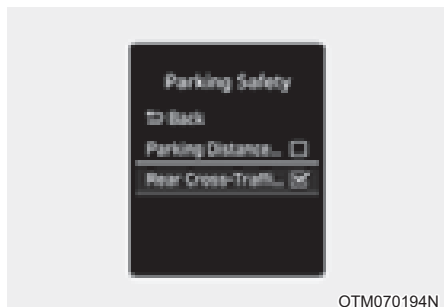 Parking Safety
Back
Parking Distance...
Rear Cross-Traffi...
OTM070194N